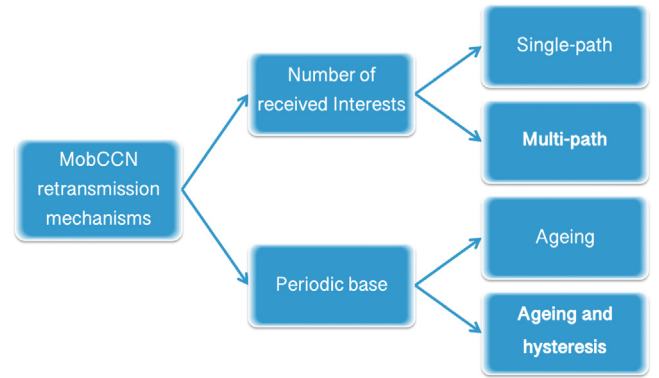 MobCCN
retransmission
mechanisms
Number of
received Interests
Single-path
Multi-path
Periodic base
Ageing
Ageing and
hysteresis